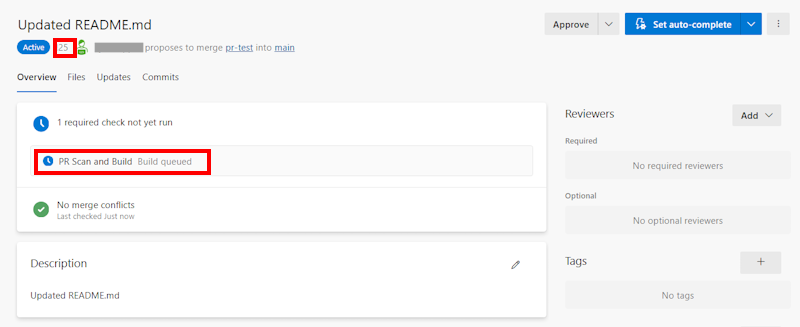 Updated README.md
Approve
Set auto-complete
Active 25 proposes to merge pr-test into main
Overview Files Updates Commits
1 required check not yet run
PR Scan and Build Build queued
No merge conflicts
Last checked Just now
Description
Updated README.md
Reviewers
Add
Required
No required reviewers
Optional
No optional reviewers
Tags
No tags